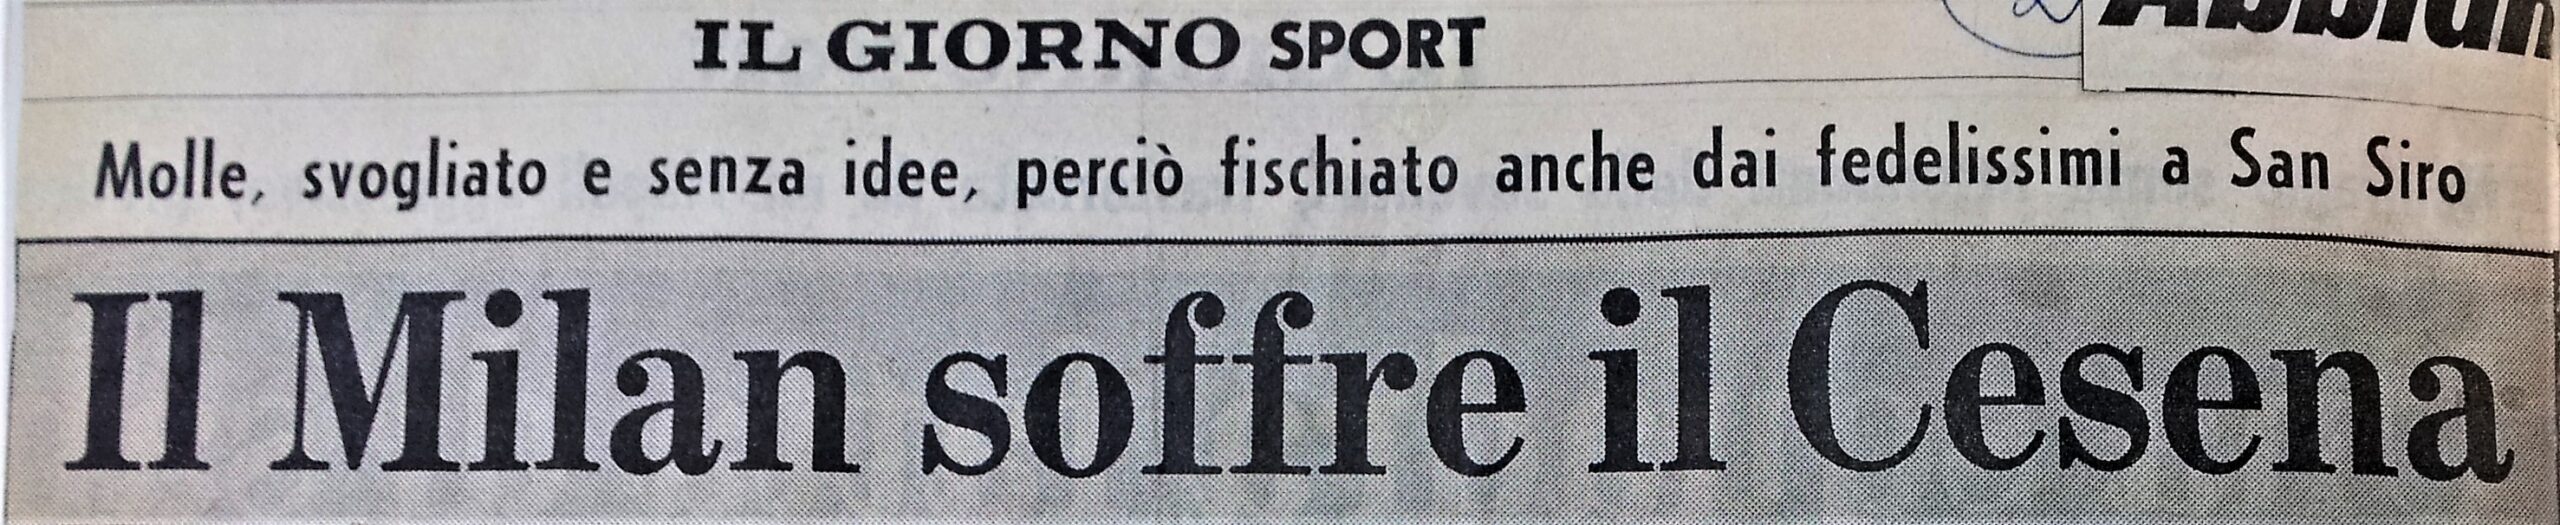 IL GIORNO SPORT
Molle, svogliato e senza idee, perciò fischiato anche dai fedelissimi a San Siro
Il Milan soffre il Cesena